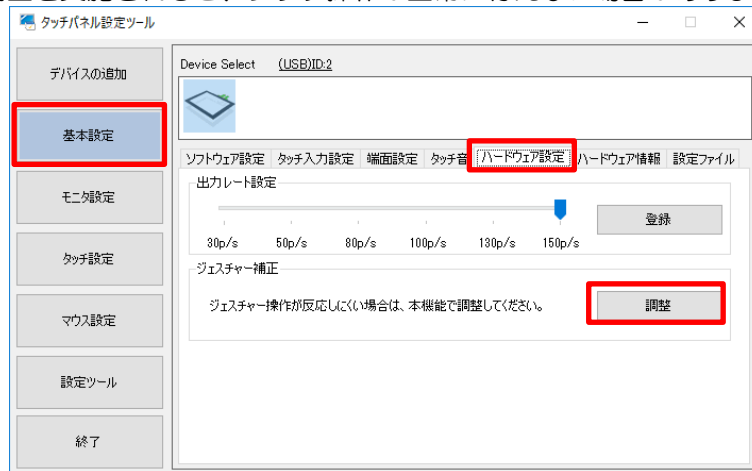 タッチパネル設定ツール
デバイスの追加
基本設定
モニタ設定
タッチ設定
マウス設定
設定ツール
終了
Device Select (USB)ID:2
ソフトウェア設定 タッチ入力設定 端面設定 タッチ音 ハードウェア設定 ハードウェア情報 設定ファイル
出力レート設定
30p/s 50p/s 80p/s 100p/s 130p/s 150p/s
登録
ジェスチャー補正
ジェスチャー操作が反応しにくい場合は、本機能で調整してください。
調整